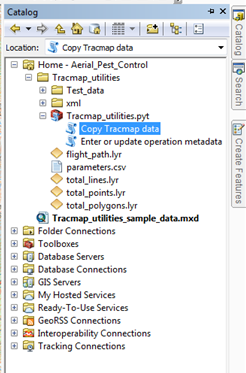 Catalog
Location: Copy Tracmap data
Home - Aerial_Pest_Control
Tracmap_utilities
Test_data
xml
Tracmap_utilities.pyt
Copy Tracmap data
Enter or update operation metadata
flight_path.lyr
parameters.csv
total_lines.lyr
total_points.lyr
total_polygons.lyr
Tracmap_utilities_sample_data.mxd
Folder Connections
Toolboxes
Database Servers
Database Connections
GIS Servers
My Hosted Services
Ready-To-Use Services
GeoRSS Connections
Interoperability Connections
Tracking Connections
Catalog
Search
Create Features